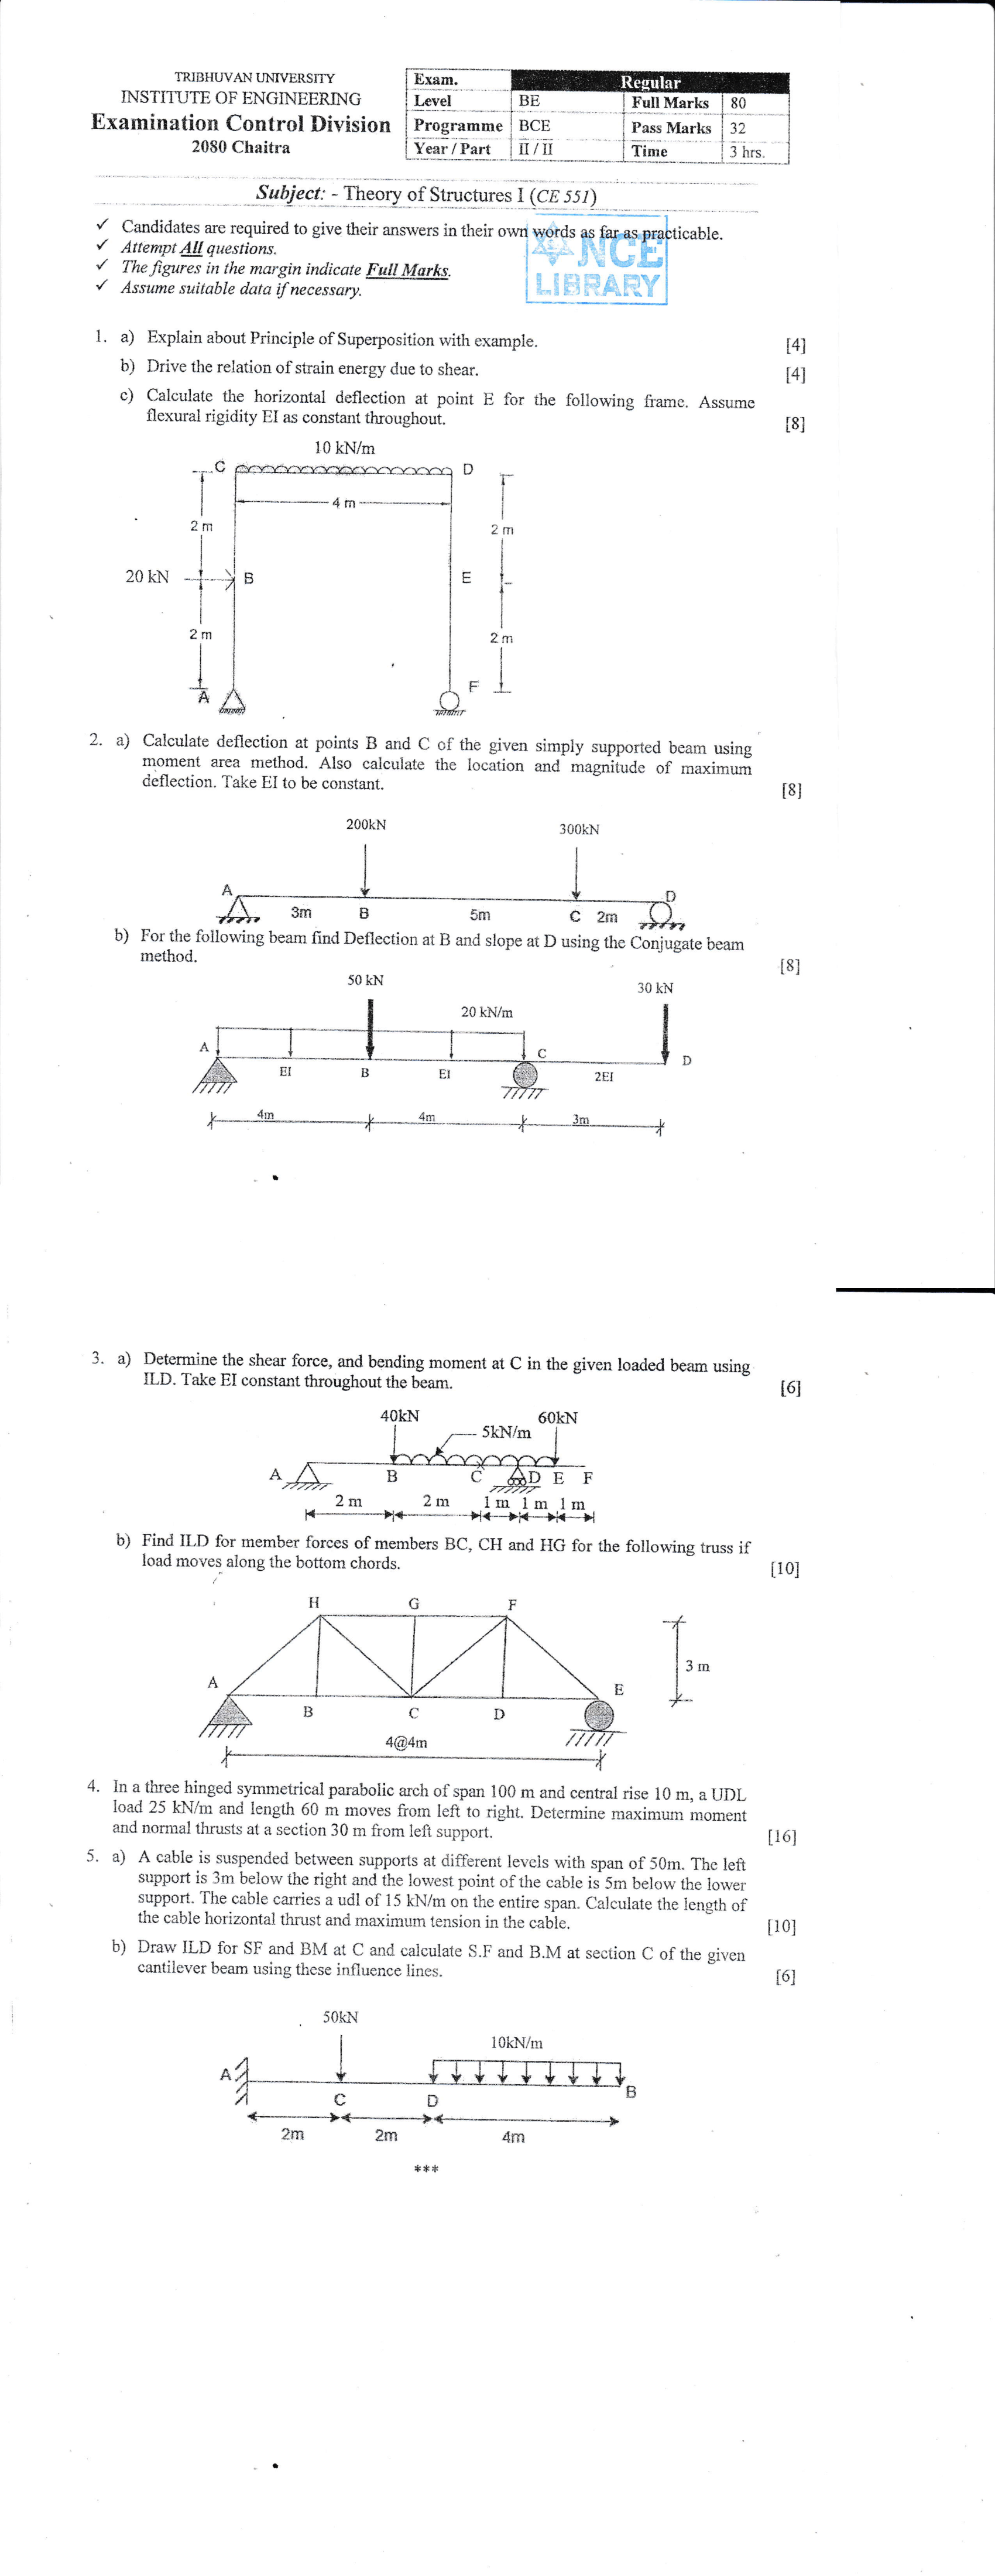 TRIBHUVAN UNIVERSITY
INSTITUTE OF ENGINEERING
Examination Control Division
2080 Chaitra
Exam. Regular
Level BE Full Marks 80
Programme BCE Pass Marks 32
Year / Part II / II Time 3 hrs.
Subject: - Theory of Structures I (CE 551)
✓ Candidates are required to give their answers in their own words as far as practicable.
✓ Attempt All questions.
✓ The figures in the margin indicate Full Marks.
✓ Assume suitable data if necessary.
NCE
LIBRARY
1. a) Explain about Principle of Superposition with example. [4]
b) Drive the relation of strain energy due to shear. [4]
c) Calculate the horizontal deflection at point E for the following frame. Assume
flexural rigidity EI as constant throughout. [8]
10 kN/m
C D
4 m
2 m 2 m
20 kN B E
2 m 2 m
A F
2. a) Calculate deflection at points B and C of the given simply supported beam using
moment area method. Also calculate the location and magnitude of maximum
deflection. Take EI to be constant. [8]
200kN 300kN
A D
3m B 5m C 2m
b) For the following beam find Deflection at B and slope at D using the Conjugate beam
method. [8]
50 kN 30 kN
20 kN/m
A C D
EI B EI 2EI
4m 4m 3m
3. a) Determine the shear force, and bending moment at C in the given loaded beam using
ILD. Take EI constant throughout the beam. [6]
40kN 60kN
5kN/m
A B C D E F
2 m 2 m 1 m 1 m 1 m
b) Find ILD for member forces of members BC, CH and HG for the following truss if
load moves along the bottom chords. [10]
H G F
3 m
A E
B C D
4@4m
4. In a three hinged symmetrical parabolic arch of span 100 m and central rise 10 m, a UDL
load 25 kN/m and length 60 m moves from left to right. Determine maximum moment
and normal thrusts at a section 30 m from left support. [16]
5. a) A cable is suspended between supports at different levels with span of 50m. The left
support is 3m below the right and the lowest point of the cable is 5m below the lower
support. The cable carries a udl of 15 kN/m on the entire span. Calculate the length of
the cable horizontal thrust and maximum tension in the cable. [10]
b) Draw ILD for SF and BM at C and calculate S.F and B.M at section C of the given
cantilever beam using these influence lines. [6]
50kN
10kN/m
A B
C D
2m 2m 4m
***